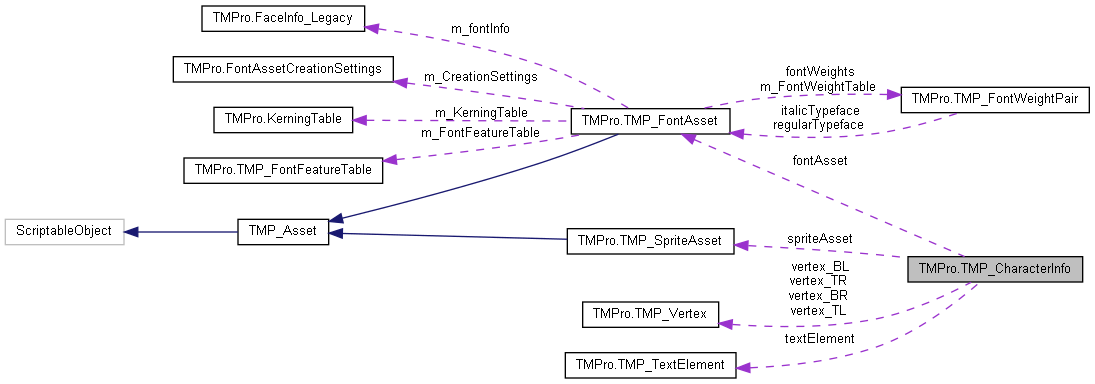 TMPro.FaceInfo_Legacy
m_fontInfo
TMPro.FontAssetCreationSettings
m_CreationSettings
fontWeights
m_FontWeightTable
TMPro.TMP_FontWeightPair
TMPro.KerningTable
m_KerningTable
TMPro.TMP_FontAsset
italicTypeface
regularTypeface
m_FontFeatureTable
TMPro.TMP_FontFeatureTable
fontAsset
ScriptableObject
TMP_Asset
TMPro.TMP_SpriteAsset
spriteAsset
TMPro.TMP_CharacterInfo
vertex_BL
vertex_TR
vertex_BR
vertex_TL
TMPro.TMP_Vertex
textElement
TMPro.TMP_TextElement